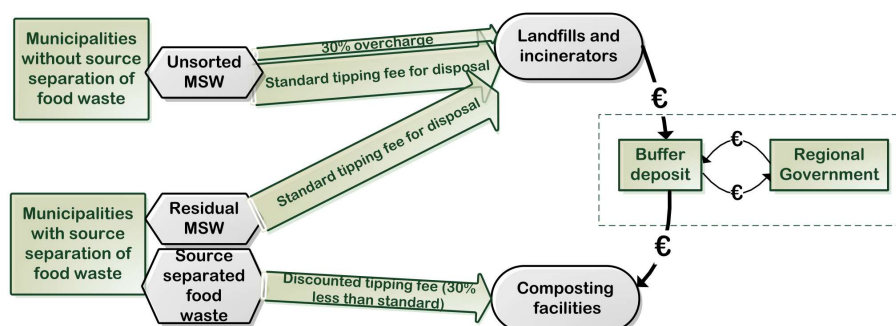 Municipalities
without source
separation of
food waste
Unsorted
MSW
30% overcharge
Standard tipping fee for disposal
Landfills and
incinerators
€
Buffer
deposit
€
€
Regional
Government
Municipalities
with source
separation of
food waste
Residual
MSW
Standard tipping fee for disposal
Source
separated
food
waste
Discounted tipping fee (30%
less than standard)
Composting
facilities
€